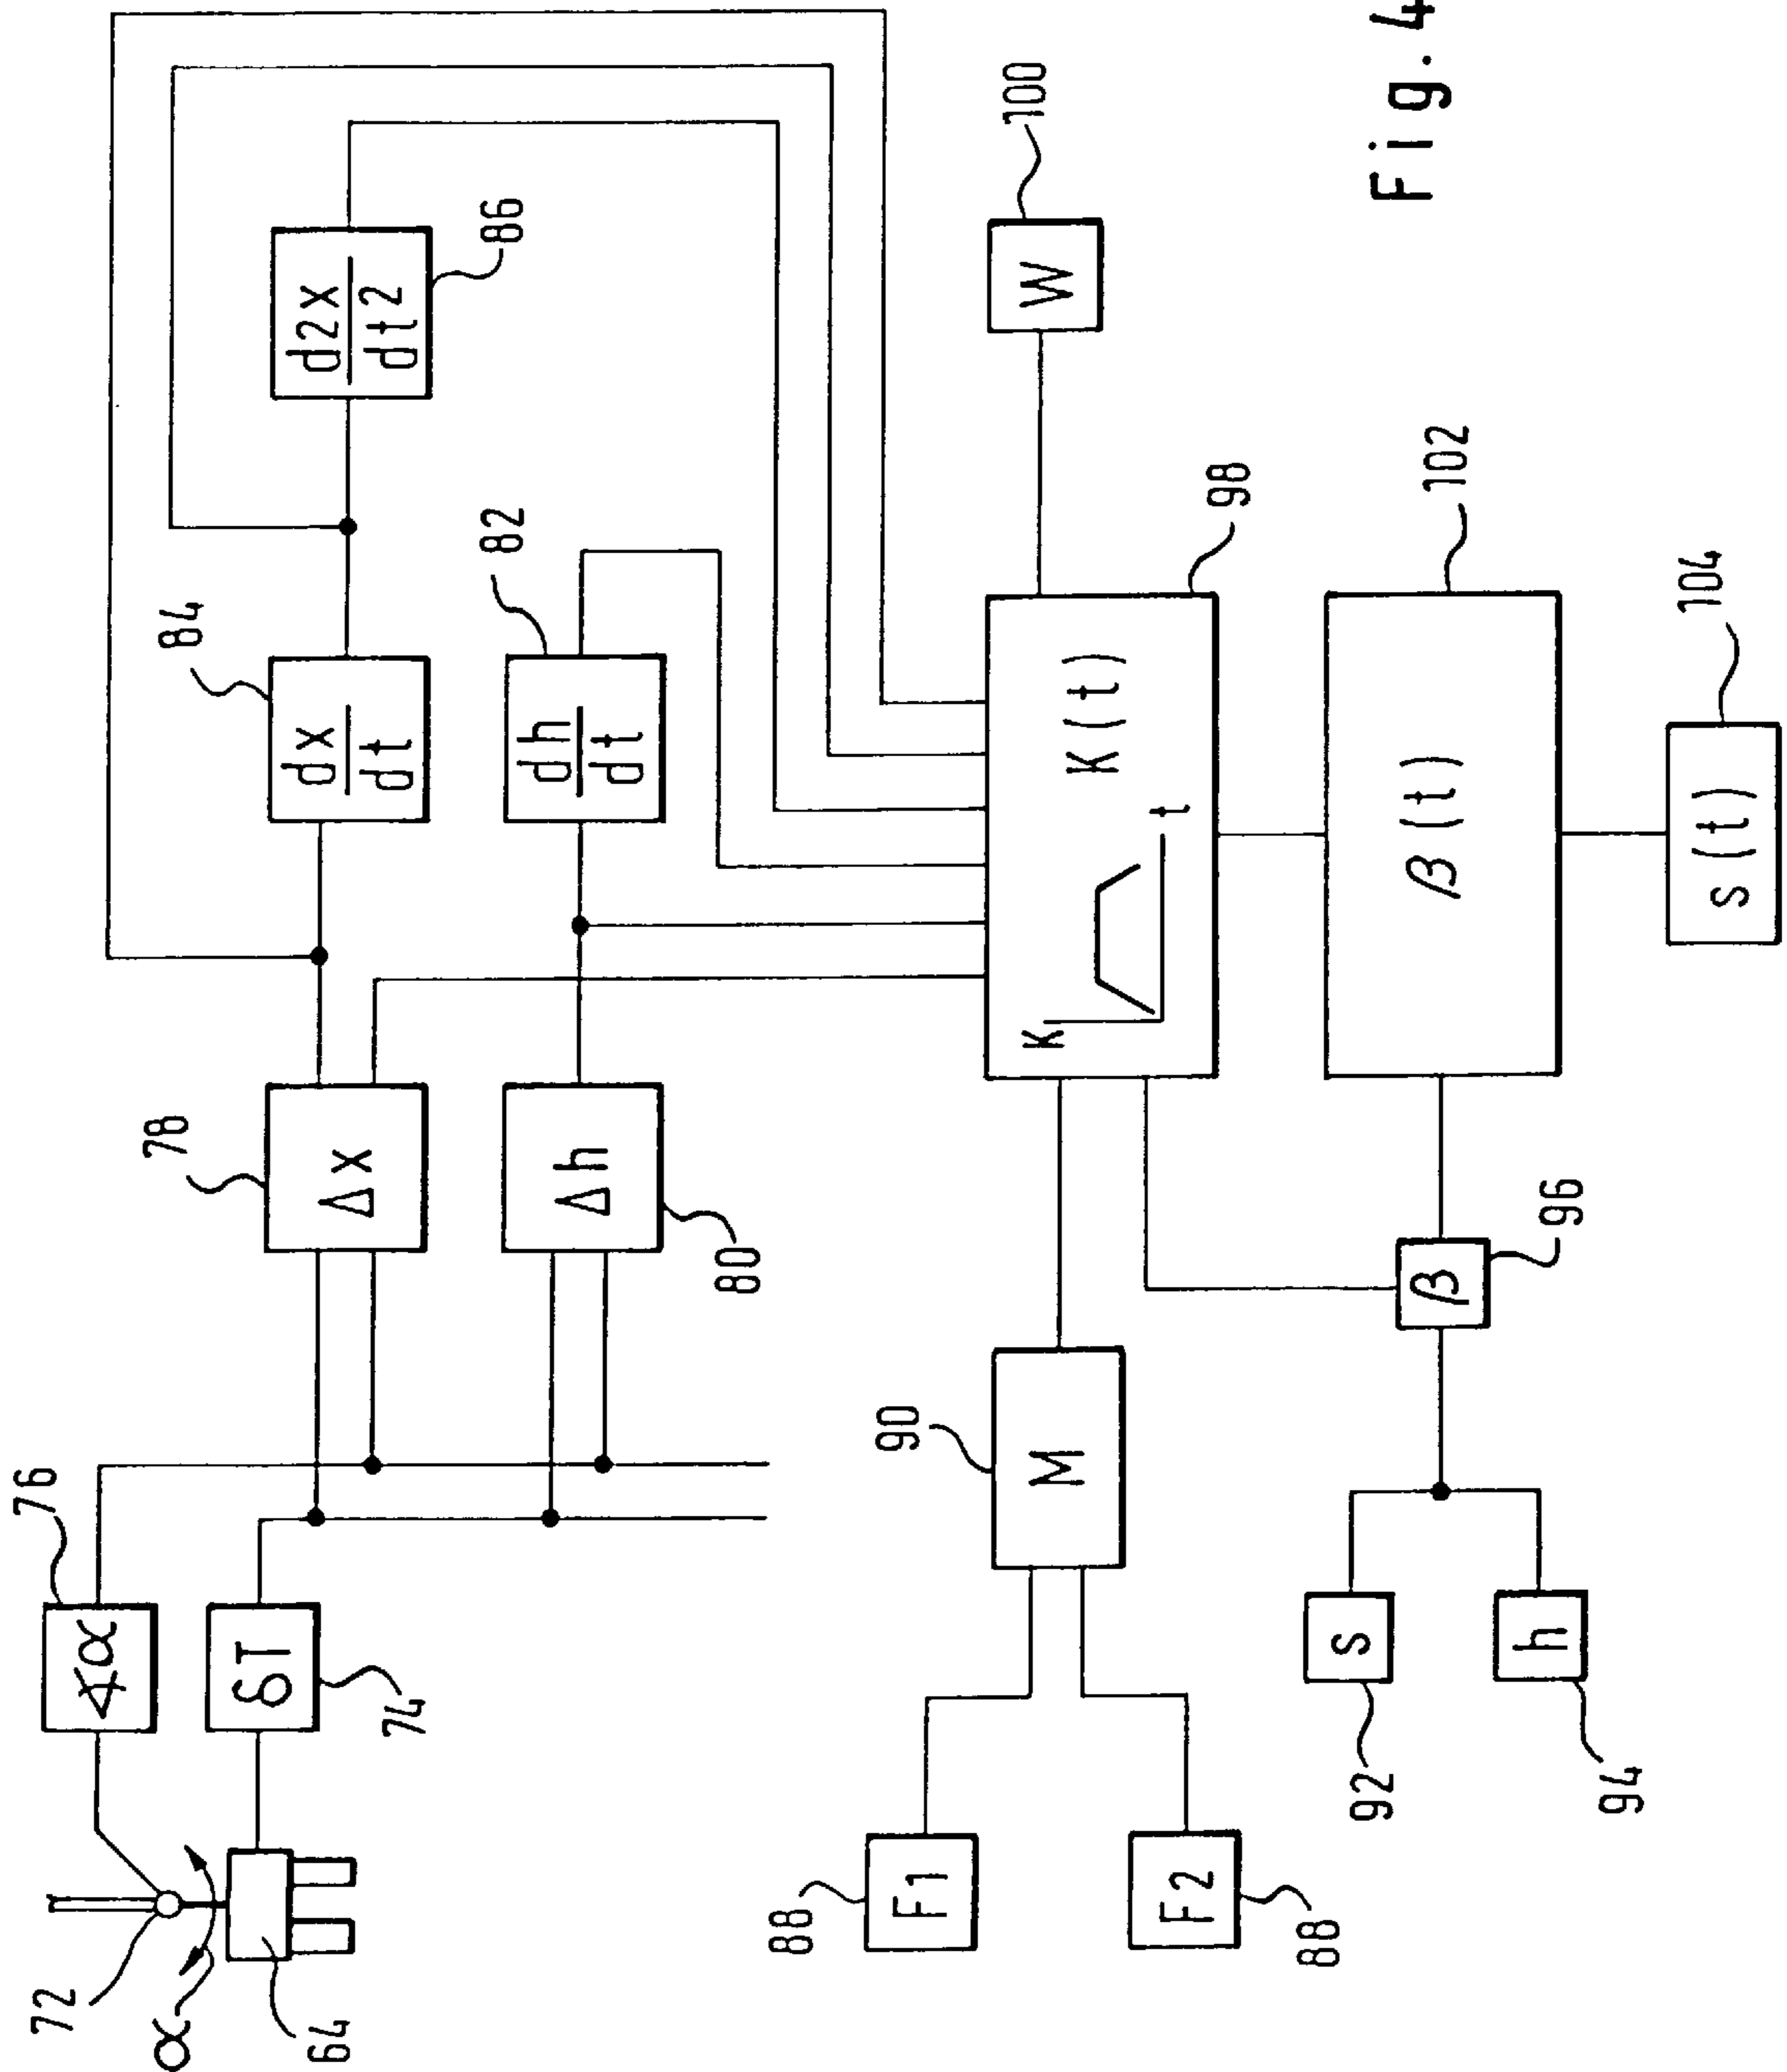 72
α
64
76
∢α
δT
74
78
Δx
84
dx
dt
d2x
dt2
86
Δh
80
82
dh
dt
88
F1
F2
88
90
M
K
t
K(t)
98
W
100
s
92
h
94
β
96
β(t)
102
s(t)
104
Fig. 4